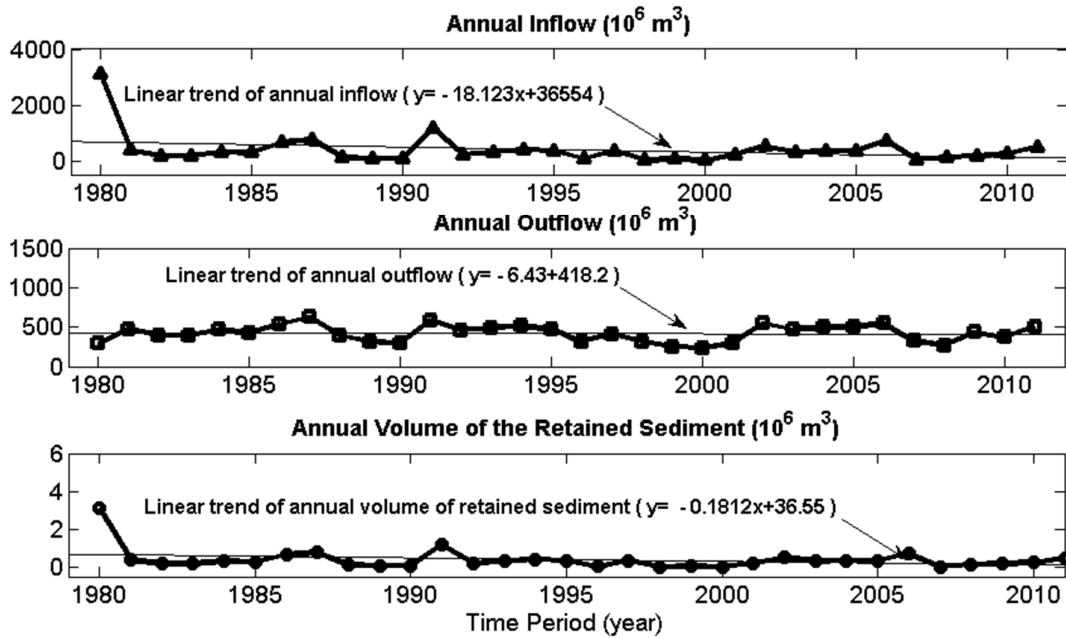 Annual Inflow (10⁶ m³)
4000
2000
0
Linear trend of annual inflow ( y= - 18.123x+36554 )
1980 1985 1990 1995 2000 2005 2010
Annual Outflow (10⁶ m³)
1500
1000
500
0
Linear trend of annual outflow ( y= - 6.43+418.2 )
1980 1985 1990 1995 2000 2005 2010
Annual Volume of the Retained Sediment (10⁶ m³)
6
4
2
0
Linear trend of annual volume of retained sediment ( y= -0.1812x+36.55 )
1980 1985 1990 1995 2000 2005 2010
Time Period (year)